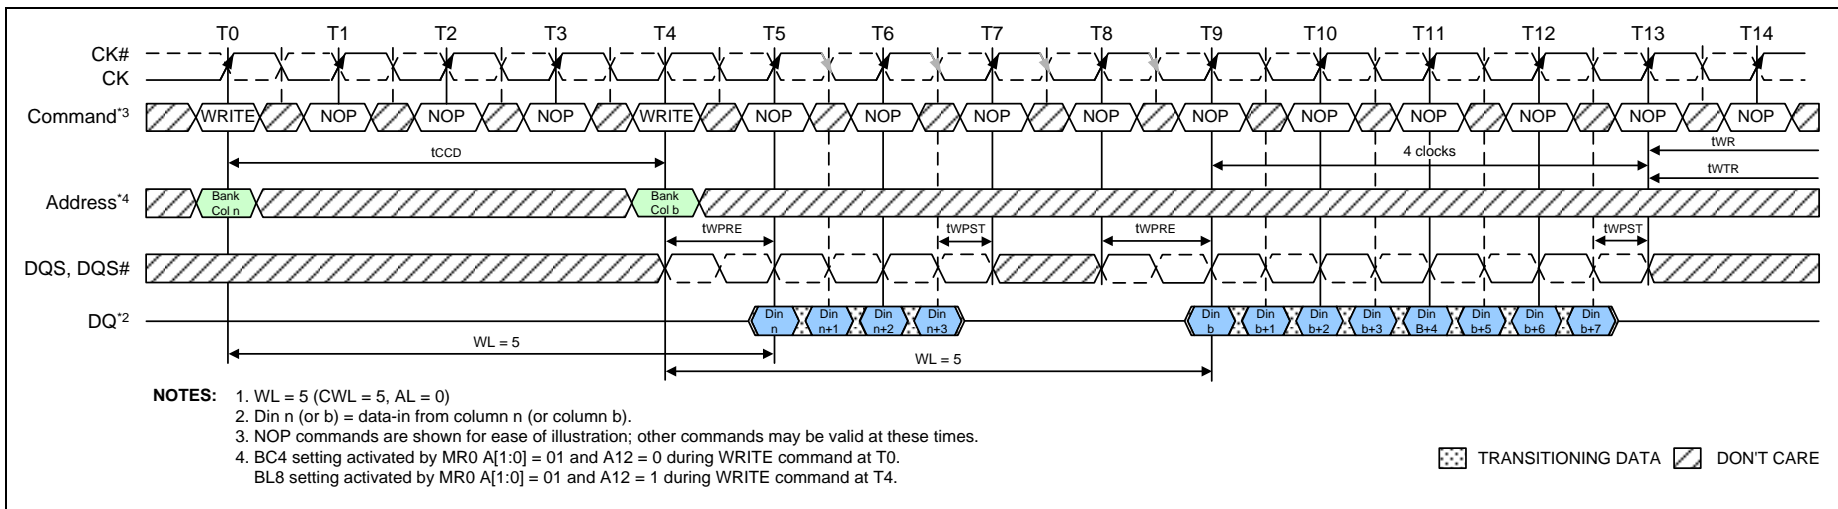 T0 T1 T2 T3 T4 T5 T6 T7 T8 T9 T10 T11 T12 T13 T14
CK#
CK
Command*3 WRITE NOP NOP NOP WRITE NOP NOP NOP NOP NOP NOP NOP NOP NOP NOP
tCCD 4 clocks tWR
tWTR
Address*4 Bank Col n Bank Col b
tWPRE tWPST tWPRE tWPST
DQS, DQS#
DQ*2 Din n Din n+1 Din n+2 Din n+3 Din b Din b+1 Din b+2 Din b+3 Din B+4 Din b+5 Din b+6 Din b+7
WL = 5
WL = 5
NOTES: 1. WL = 5 (CWL = 5, AL = 0)
2. Din n (or b) = data-in from column n (or column b).
3. NOP commands are shown for ease of illustration; other commands may be valid at these times.
4. BC4 setting activated by MR0 A[1:0] = 01 and A12 = 0 during WRITE command at T0.
BL8 setting activated by MR0 A[1:0] = 01 and A12 = 1 during WRITE command at T4.
TRANSITIONING DATA DON'T CARE